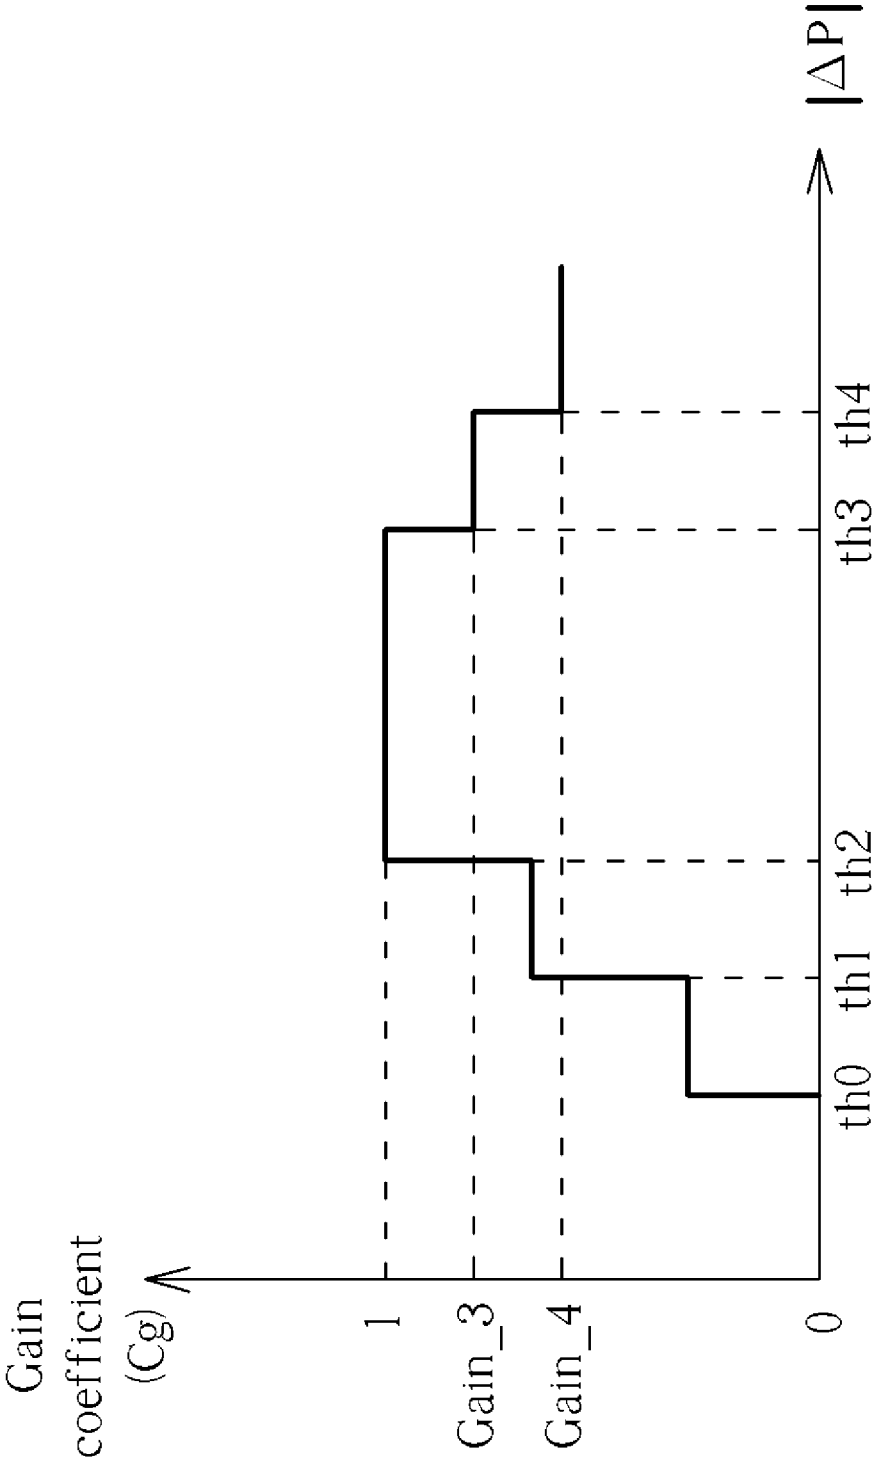 Gain
coefficient
(Cg)
1
Gain_3
Gain_4
0
th0
th1
th2
th3
th4
|ΔP|